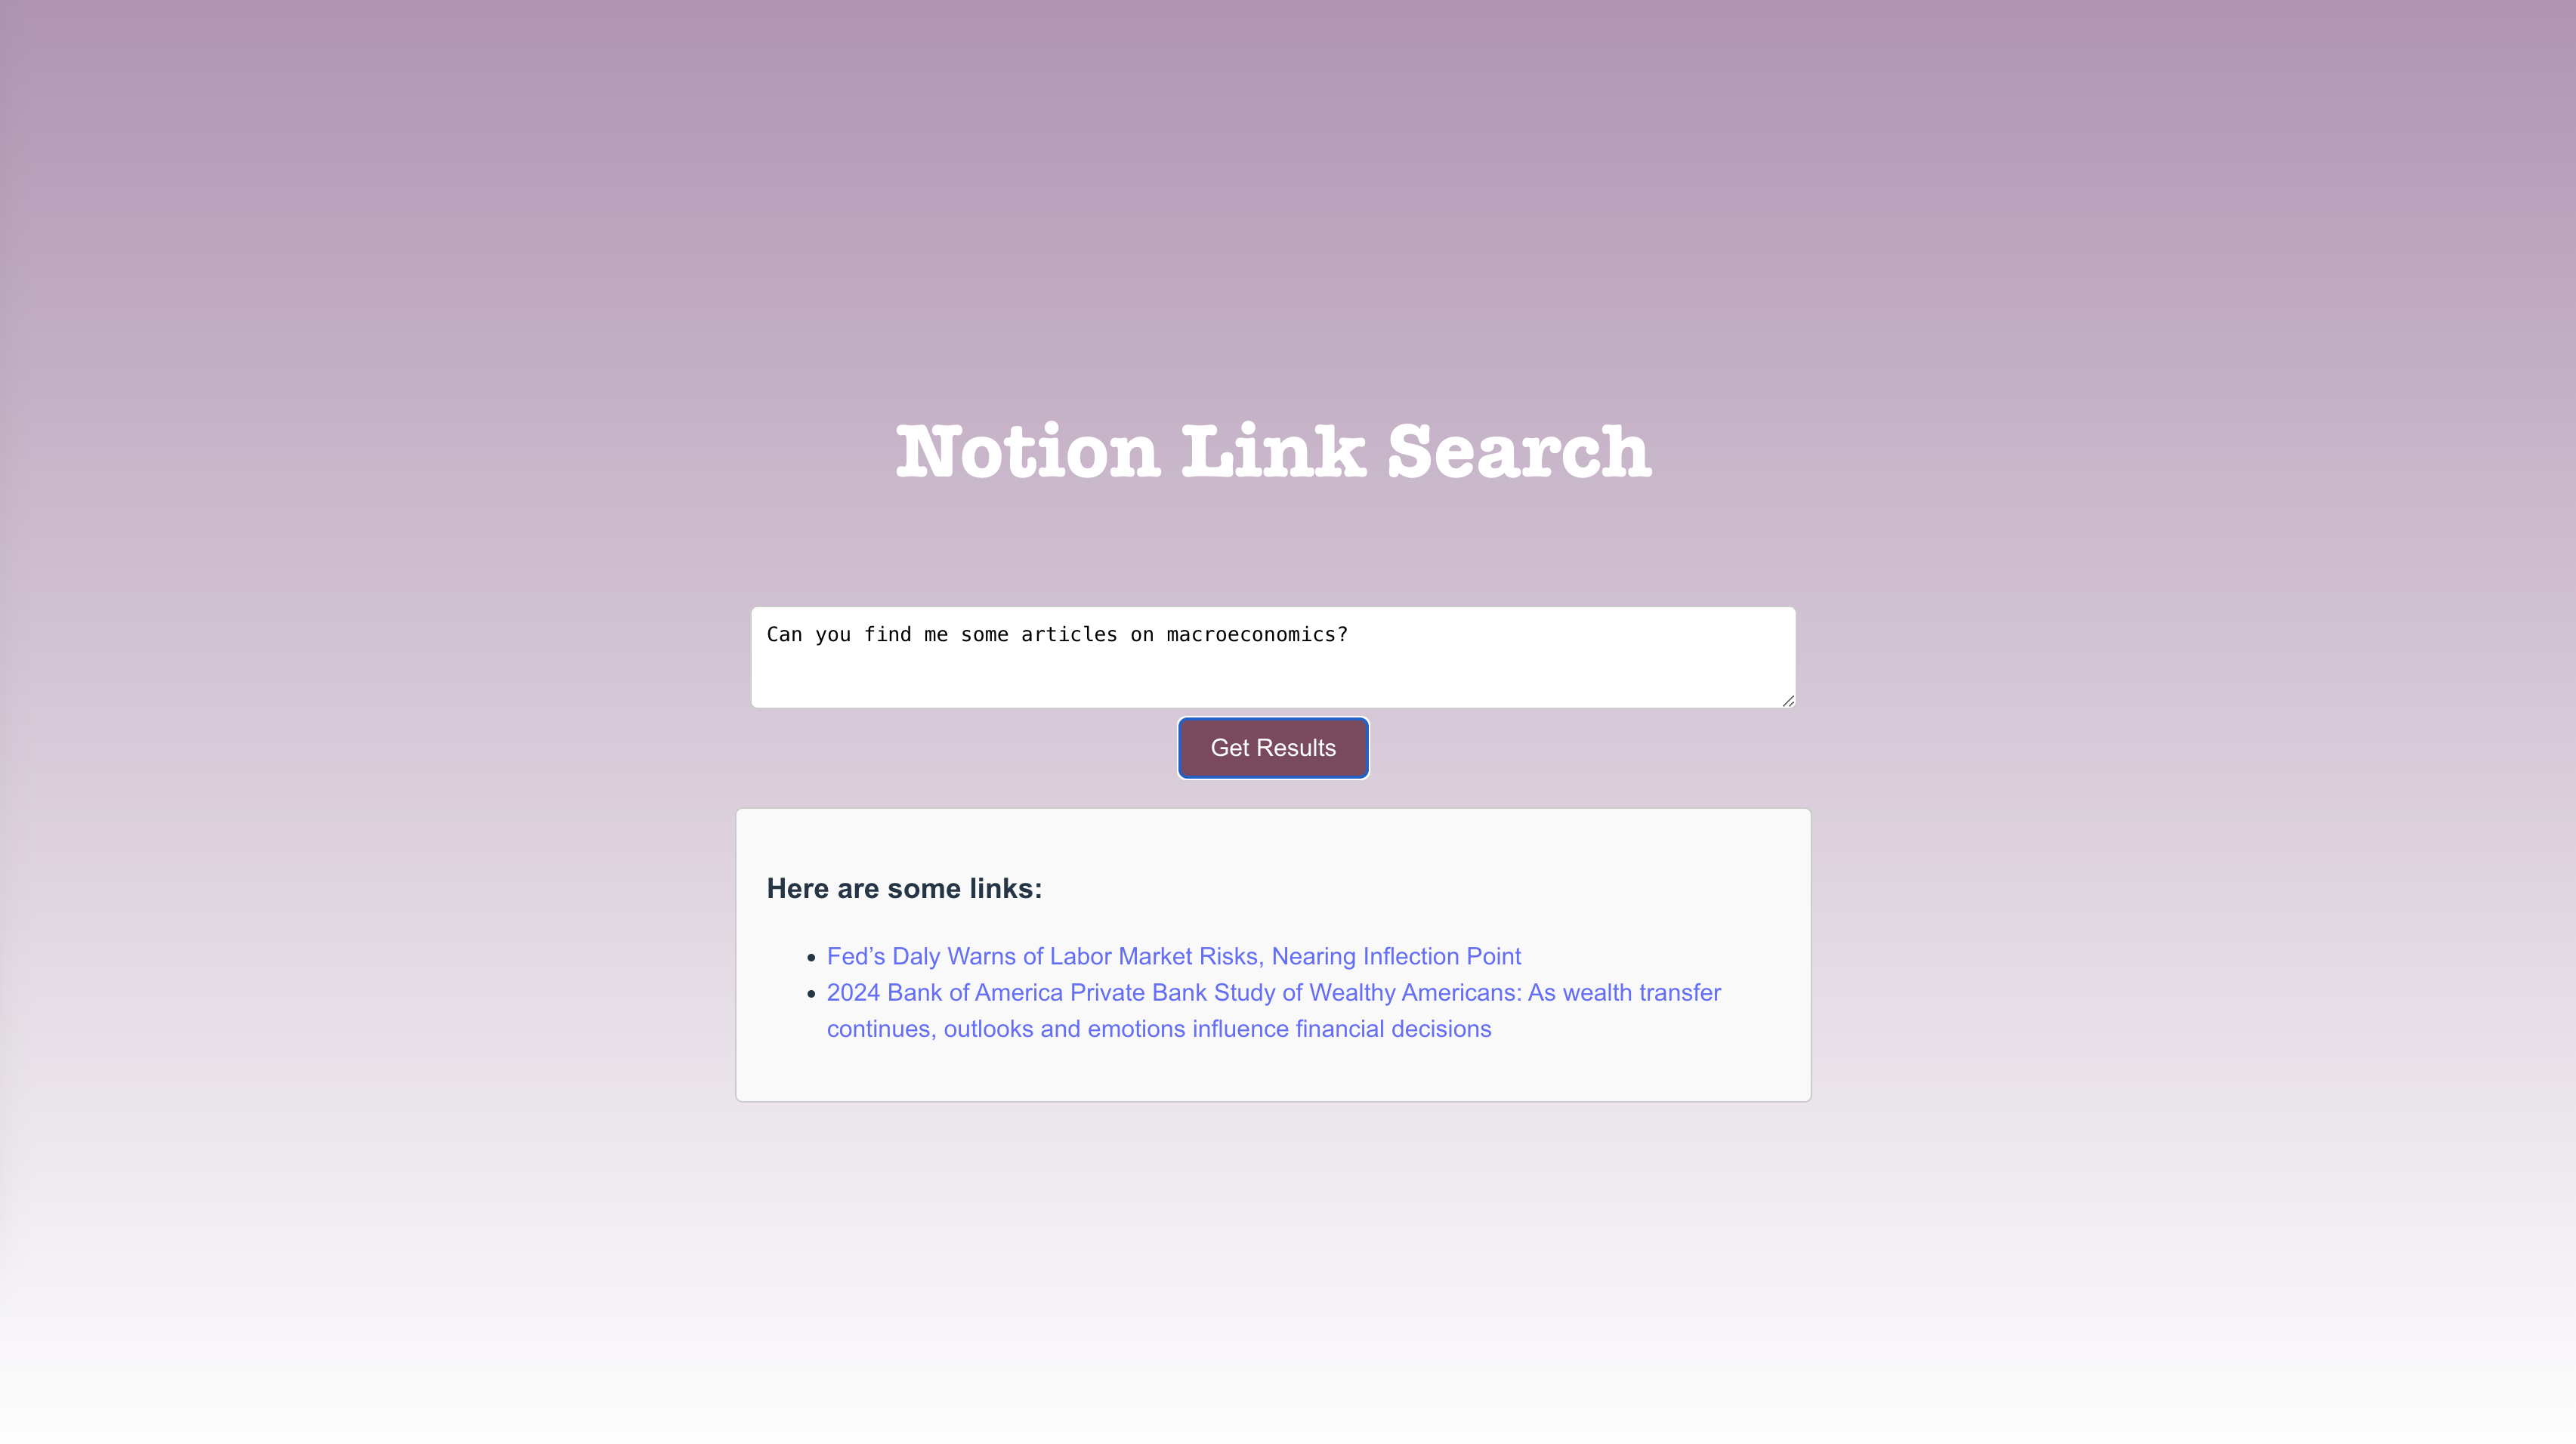 Notion Link Search
Can you find me some articles on macroeconomics?
Get Results
Here are some links:
Fed’s Daly Warns of Labor Market Risks, Nearing Inflection Point
2024 Bank of America Private Bank Study of Wealthy Americans: As wealth transfer
continues, outlooks and emotions influence financial decisions